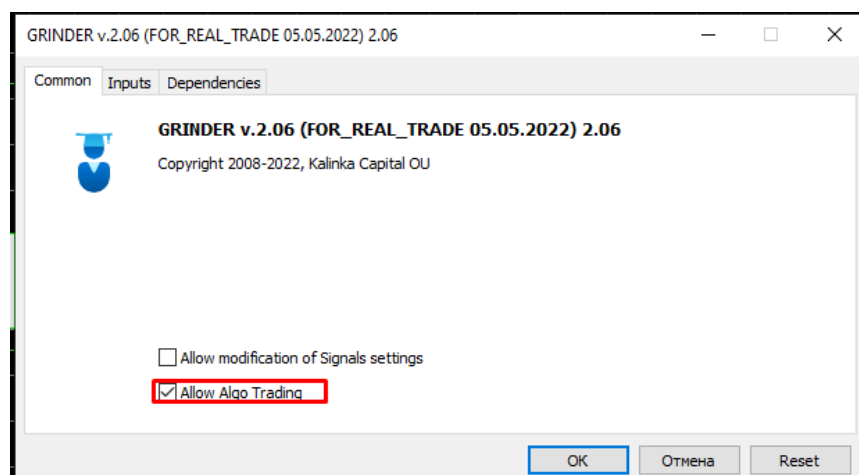 GRINDER v.2.06 (FOR_REAL_TRADE 05.05.2022) 2.06
Common Inputs Dependencies
GRINDER v.2.06 (FOR_REAL_TRADE 05.05.2022) 2.06
Copyright 2008-2022, Kalinka Capital OU
Allow modification of Signals settings
Allow Algo Trading
OK Отмена Reset